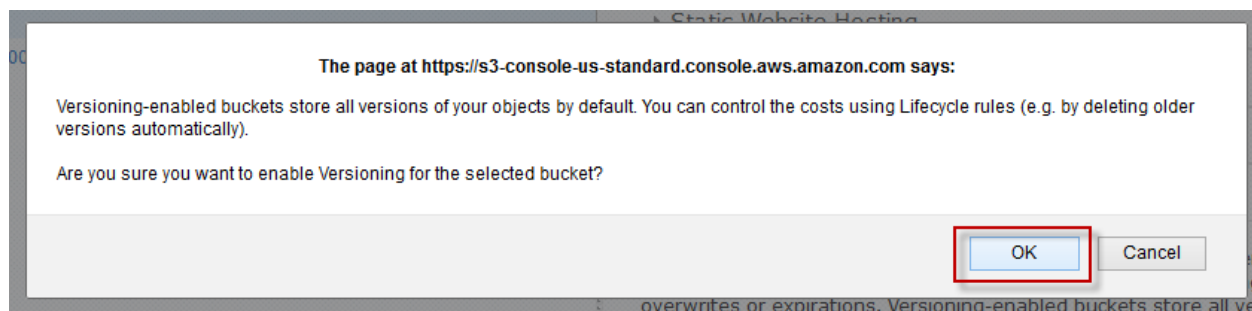 Static Website Hosting
The page at https://s3-console-us-standard.console.aws.amazon.com says:
Versioning-enabled buckets store all versions of your objects by default. You can control the costs using Lifecycle rules (e.g. by deleting older
versions automatically).
Are you sure you want to enable Versioning for the selected bucket?
OK Cancel
overwrites or expirations. Versioning-enabled buckets store all